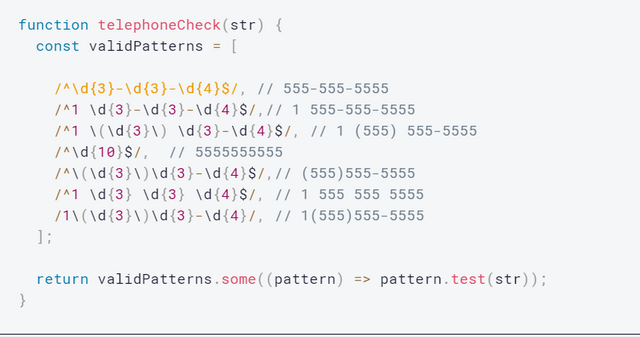 function telephoneCheck(str) {
  const validPatterns = [

    /^\d{3}-\d{3}-\d{4}$/, // 555-555-5555
    /^1 \d{3}-\d{3}-\d{4}$/,// 1 555-555-5555
    /^1 \(\d{3}\) \d{3}-\d{4}$/, // 1 (555) 555-5555
    /^\d{10}$/,  // 5555555555
    /^\(\d{3}\)\d{3}-\d{4}$/,// (555)555-5555
    /^1 \d{3} \d{3} \d{4}$/, // 1 555 555 5555
    /1\(\d{3}\)\d{3}-\d{4}/, // 1(555)555-5555
  ];

  return validPatterns.some((pattern) => pattern.test(str));
}